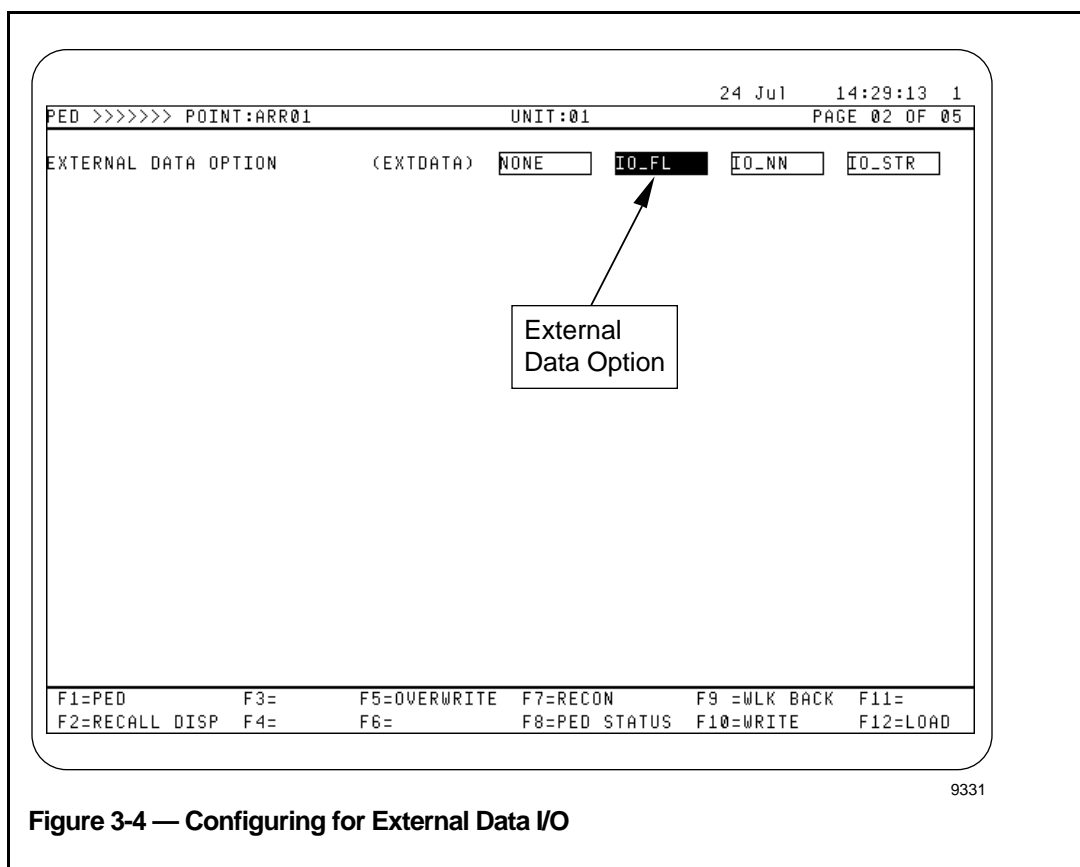 24 Jul 14:29:13 1
PED >>>>>>> POINT:ARR01 UNIT:01 PAGE 02 OF 05
EXTERNAL DATA OPTION (EXTDATA) NONE IO_FL IO_NN IO_STR
External
Data Option
F1=PED F3= F5=OVERWRITE F7=RECON F9 =WLK BACK F11=
F2=RECALL DISP F4= F6= F8=PED STATUS F10=WRITE F12=LOAD
9331
Figure 3-4 — Configuring for External Data I/O